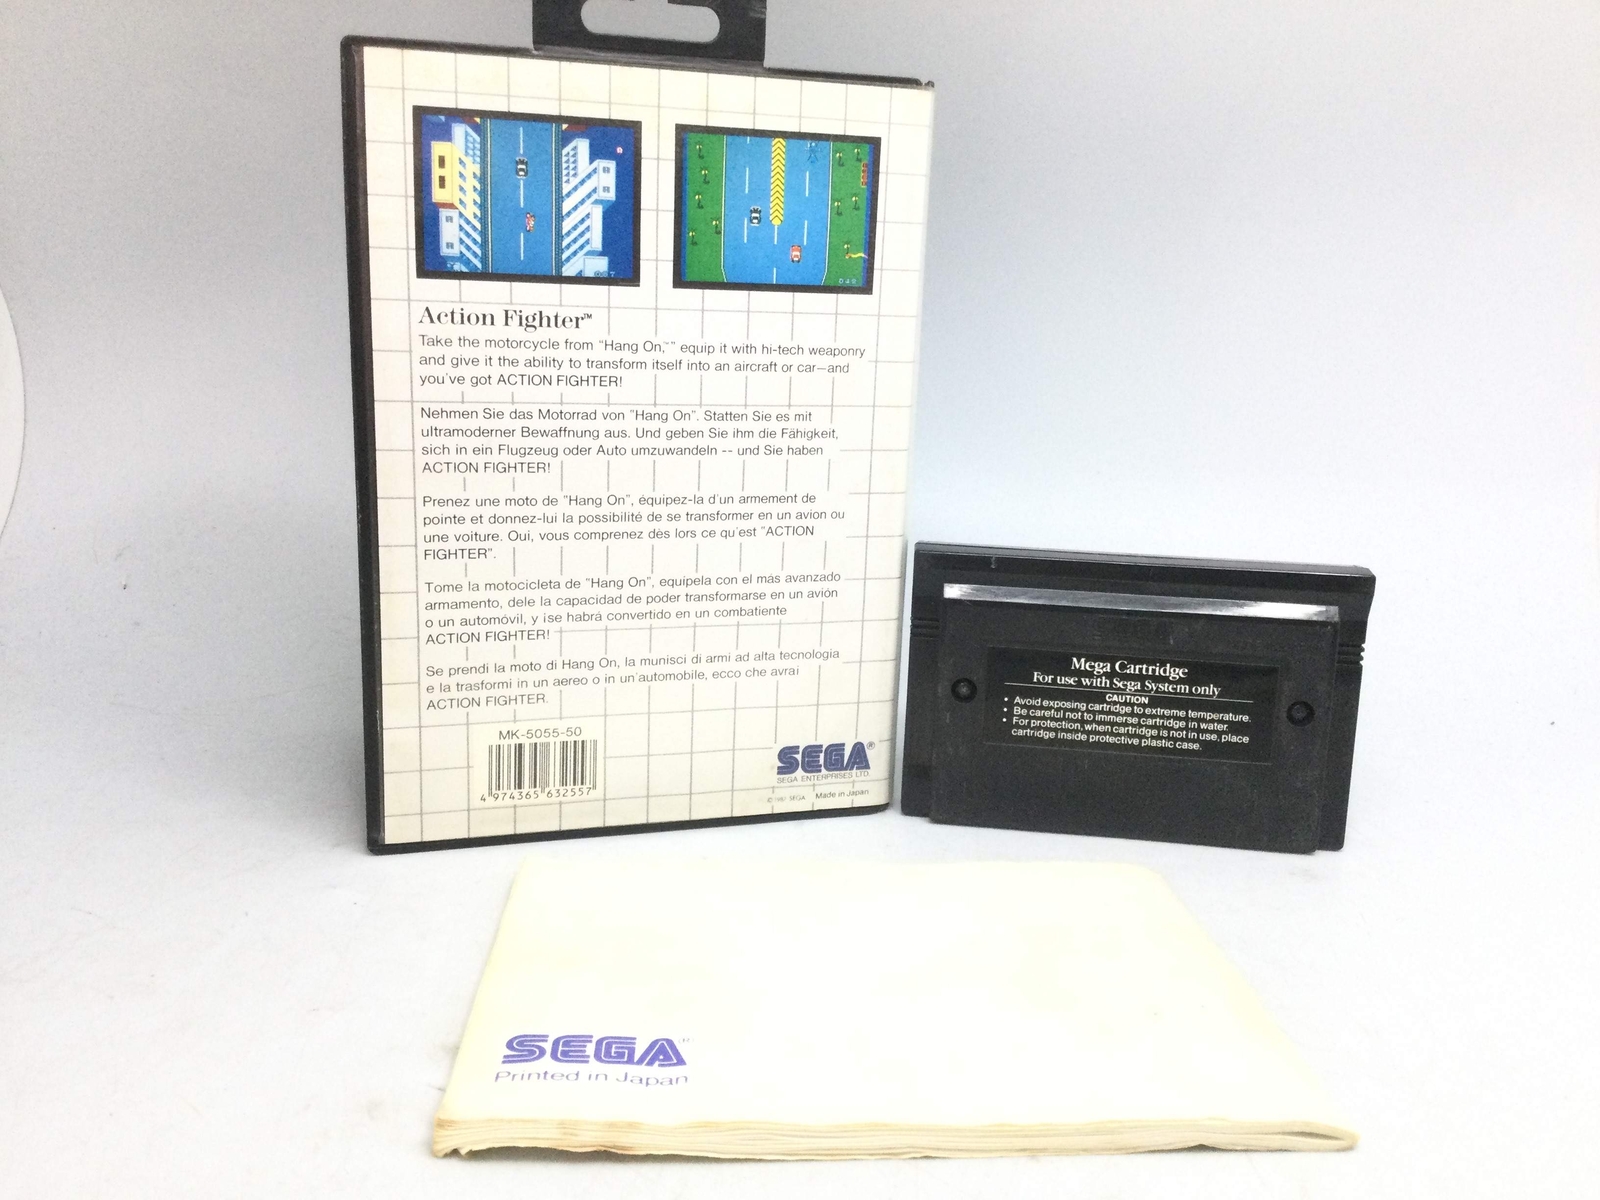 Action Fighter™
Take the motorcycle from "Hang On,™" equip it with hi-tech weaponry
and give it the ability to transform itself into an aircraft or car—and
you've got ACTION FIGHTER!
Nehmen Sie das Motorrad von "Hang On". Statten Sie es mit
ultramoderner Bewaffnung aus. Und geben Sie ihm die Fähigkeit,
sich in ein Flugzeug oder Auto umzuwandeln -- und Sie haben
ACTION FIGHTER!
Prenez une moto de "Hang On", équipez-la d'un armement de
pointe et donnez-lui la possibilité de se transformer en un avion ou
une voiture. Oui, vous comprenez dès lors ce qu'est "ACTION
FIGHTER".
Tome la motocicleta de "Hang On", equípela con el más avanzado
armamento, dele la capacidad de poder transformarse en un avión
o un automóvil, y ¡se habrá convertido en un combatiente
ACTION FIGHTER!
Se prendi la moto di Hang On, la munisci di armi ad alta tecnologia
e la trasformi in un aereo o in un'automobile, ecco che avrai
ACTION FIGHTER.
MK-5055-50
4 974365 632557
SEGA®
SEGA ENTERPRISES LTD.
© 1987 SEGA Made in Japan
Mega Cartridge
For use with Sega System only
CAUTION
• Avoid exposing cartridge to extreme temperature.
• Be careful not to immerse cartridge in water.
• For protection, when cartridge is not in use, place
cartridge inside protective plastic case.
SEGA®
Printed in Japan